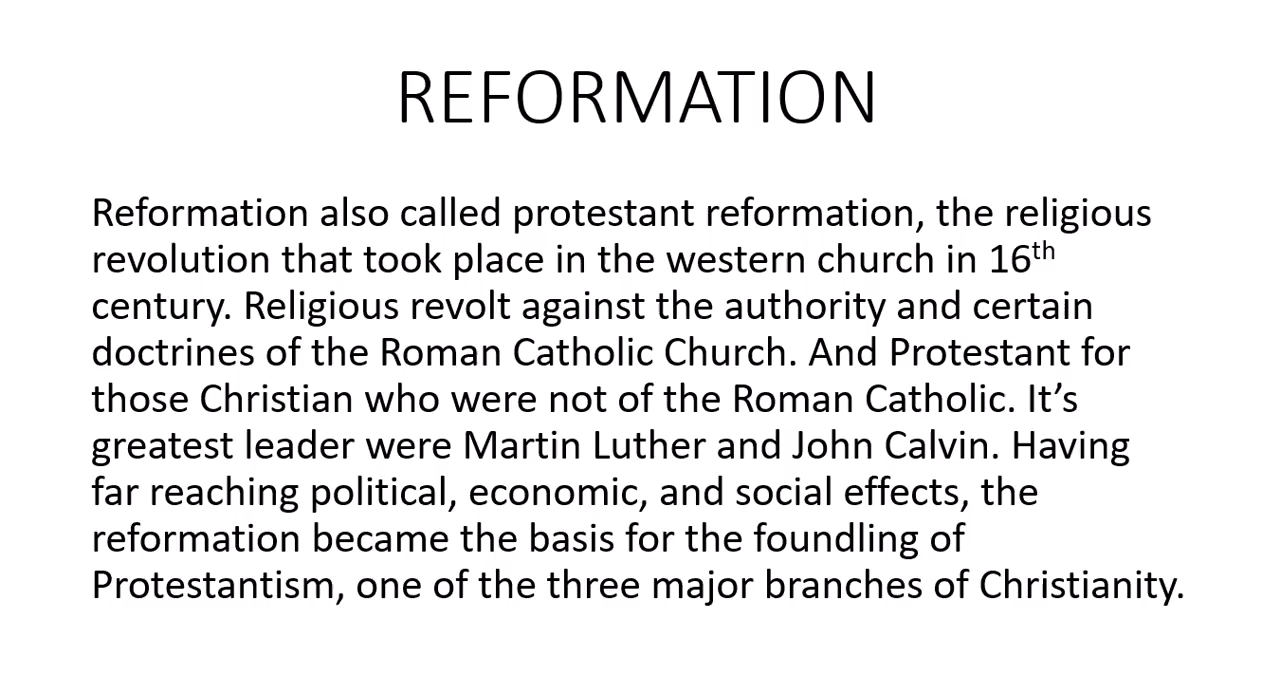 REFORMATION
Reformation also called protestant reformation, the religious
revolution that took place in the western church in 16th
century. Religious revolt against the authority and certain
doctrines of the Roman Catholic Church. And Protestant for
those Christian who were not of the Roman Catholic. It’s
greatest leader were Martin Luther and John Calvin. Having
far reaching political, economic, and social effects, the
reformation became the basis for the foundling of
Protestantism, one of the three major branches of Christianity.